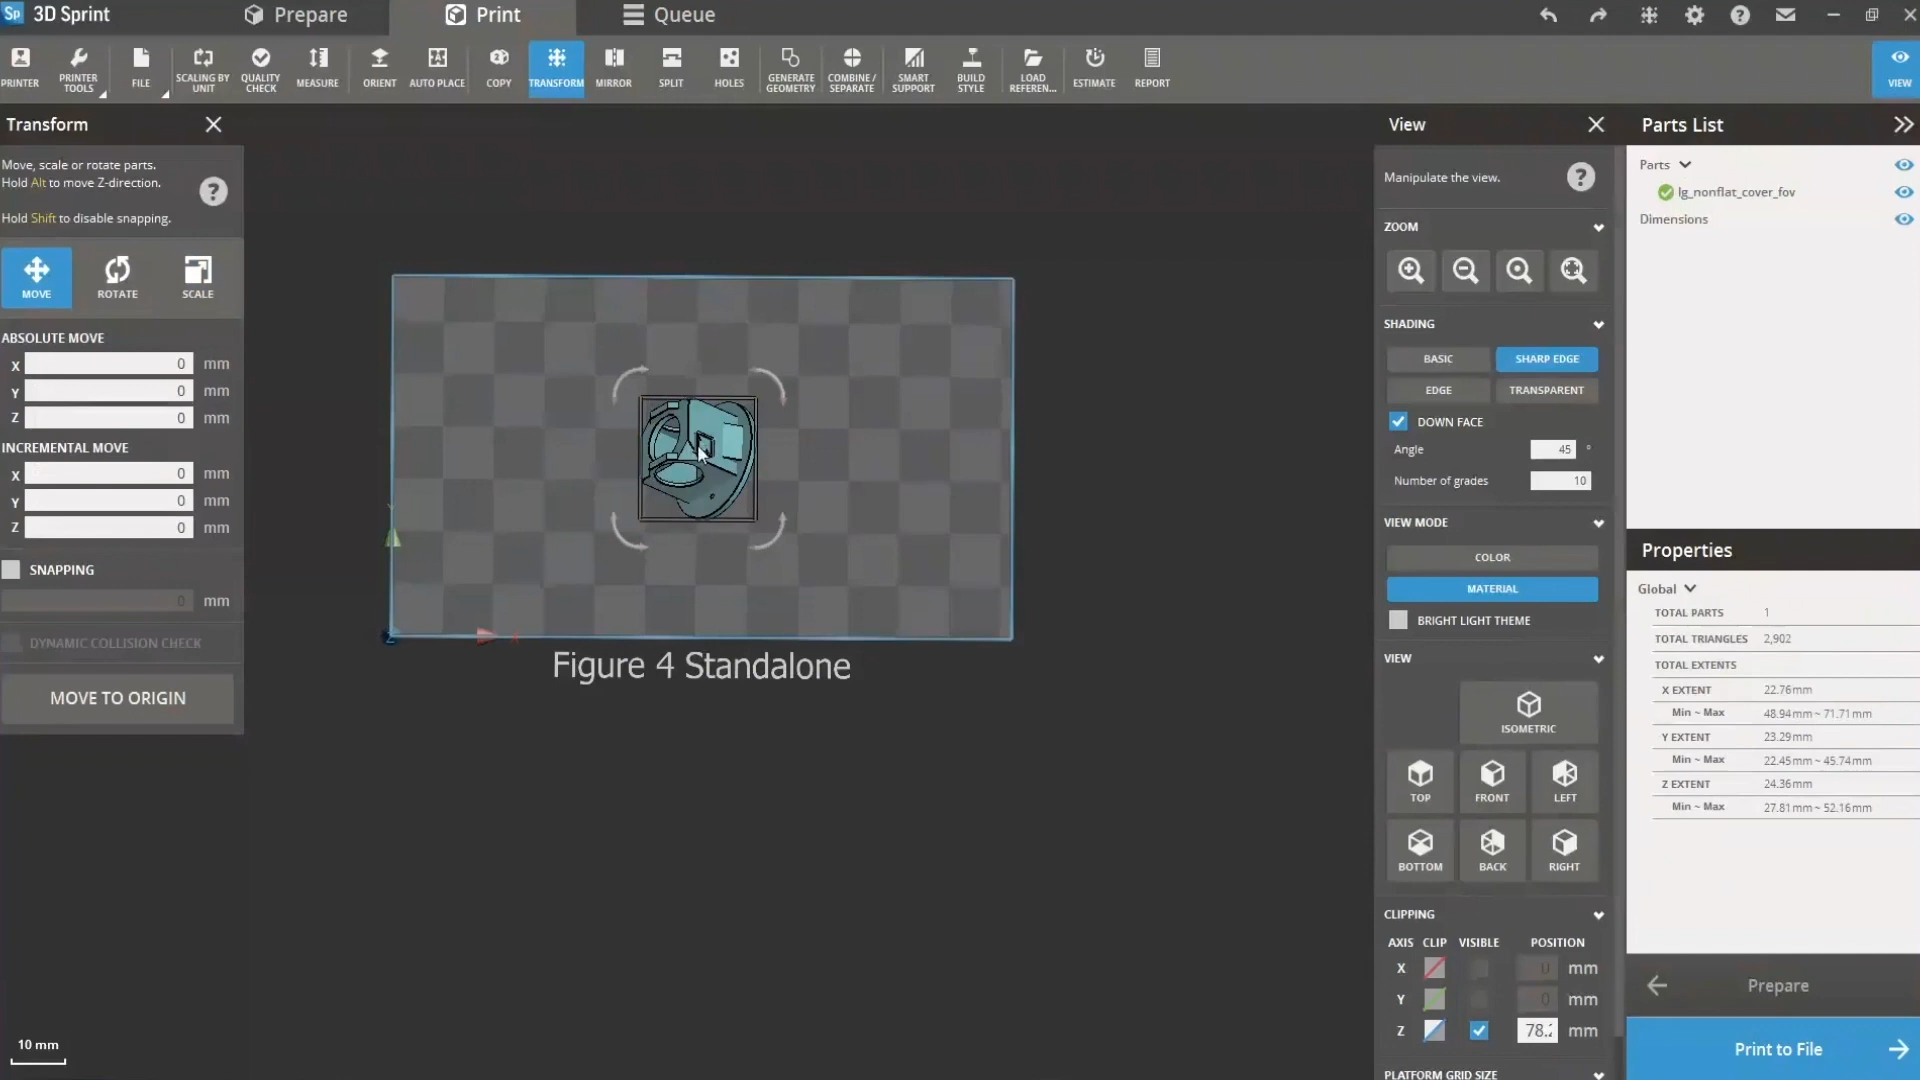 Sp 3D Sprint
Prepare
Print
Queue
PRINTER
PRINTER TOOLS
FILE
SCALING BY UNIT
QUALITY CHECK
MEASURE
ORIENT
AUTO PLACE
COPY
TRANSFORM
MIRROR
SPLIT
HOLES
GENERATE GEOMETRY
COMBINE / SEPARATE
SMART SUPPORT
BUILD STYLE
LOAD REFEREN...
ESTIMATE
REPORT
VIEW
Transform
Move, scale or rotate parts.
Hold Alt to move Z-direction.
Hold Shift to disable snapping.
MOVE
ROTATE
SCALE
ABSOLUTE MOVE
X 0 mm
Y 0 mm
Z 0 mm
INCREMENTAL MOVE
X 0 mm
Y 0 mm
Z 0 mm
SNAPPING
0 mm
DYNAMIC COLLISION CHECK
MOVE TO ORIGIN
10 mm
Z
X
Figure 4 Standalone
View
Manipulate the view.
ZOOM
SHADING
BASIC
SHARP EDGE
EDGE
TRANSPARENT
DOWN FACE
Angle 45 °
Number of grades 10
VIEW MODE
COLOR
MATERIAL
BRIGHT LIGHT THEME
VIEW
ISOMETRIC
TOP
FRONT
LEFT
BOTTOM
BACK
RIGHT
CLIPPING
AXIS CLIP VISIBLE POSITION
X 0 mm
Y 0 mm
Z 78.2 mm
PLATFORM GRID SIZE
Parts List
Parts
lg_nonflat_cover_fov
Dimensions
Properties
Global
TOTAL PARTS 1
TOTAL TRIANGLES 2,902
TOTAL EXTENTS
X EXTENT 22.76mm
Min ~ Max 48.94mm ~ 71.71mm
Y EXTENT 23.29mm
Min ~ Max 22.45mm ~ 45.74mm
Z EXTENT 24.36mm
Min ~ Max 27.81mm ~ 52.16mm
Prepare
Print to File